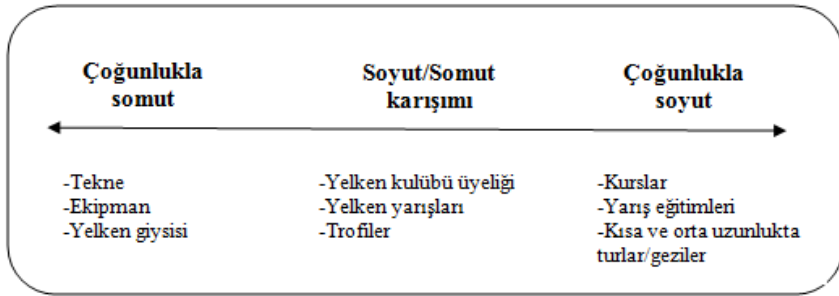 Çoğunlukla somut
Soyut/Somut karışımı
Çoğunlukla soyut
-Tekne
-Ekipman
-Yelken giysisi
-Yelken kulübü üyeliği
-Yelken yarışları
-Trofiler
-Kurslar
-Yarış eğitimleri
-Kısa ve orta uzunlukta
turlar/geziler